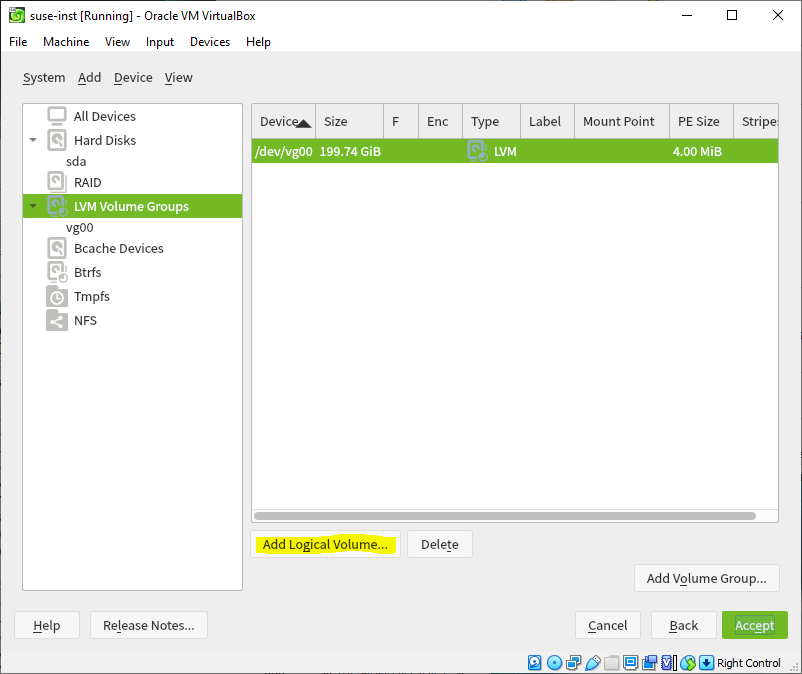 suse-inst [Running] - Oracle VM VirtualBox
File Machine View Input Devices Help
System Add Device View
All Devices
Hard Disks
sda
RAID
LVM Volume Groups
vg00
Bcache Devices
Btrfs
Tmpfs
NFS
Device Size F Enc Type Label Mount Point PE Size Stripes
/dev/vg00 199.74 GiB LVM 4.00 MiB
Add Logical Volume... Delete
Add Volume Group...
Help Release Notes... Cancel Back Accept
Right Control